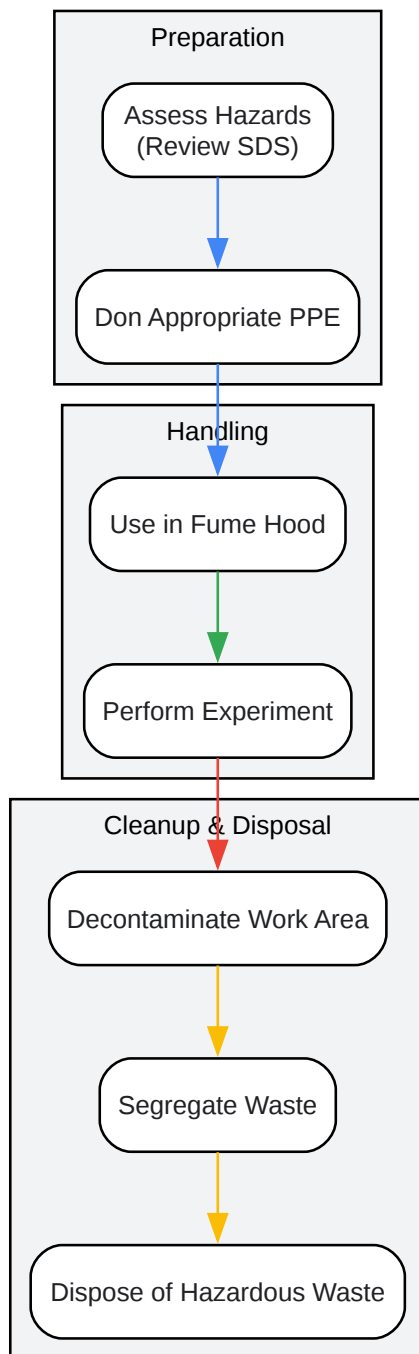 Preparation
Assess Hazards
(Review SDS)
Don Appropriate PPE
Handling
Use in Fume Hood
Perform Experiment
Cleanup & Disposal
Decontaminate Work Area
Segregate Waste
Dispose of Hazardous Waste